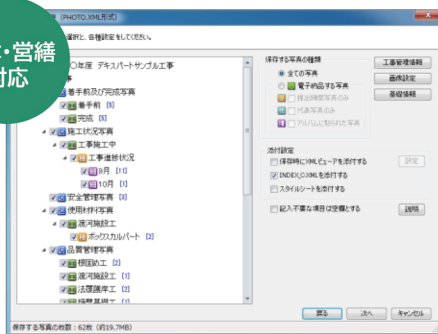 (PHOTO.XML形式)
選択と、各種設定をしてください。
・営繕
対応
○年度 デキスパートサンプル工事
着手前及び完成写真
着手前 [5]
完成 [5]
施工状況写真
工事施工中
工事進捗状況
9月 [11]
10月 [1]
安全管理写真 [3]
使用材料写真
渡河施設工
ボックスカルバート [2]
品質管理写真
根固め工 [2]
渡河施設工 [1]
法覆護岸工 [2]
保存する写真の種類
全ての写真
電子納品する写真
提出頻度写真のみ
代表写真のみ
アルバムに貼られた写真
工事管理情報
画像設定
基礎情報
添付設定
保存時にXMLビューアを添付する
設定
INDEX_C.XMLを添付する
スタイルシートを添付する
記入不要な項目は空欄とする
説明
戻る
次へ
キャンセル
保存する写真の枚数：62枚 (約19.7MB)